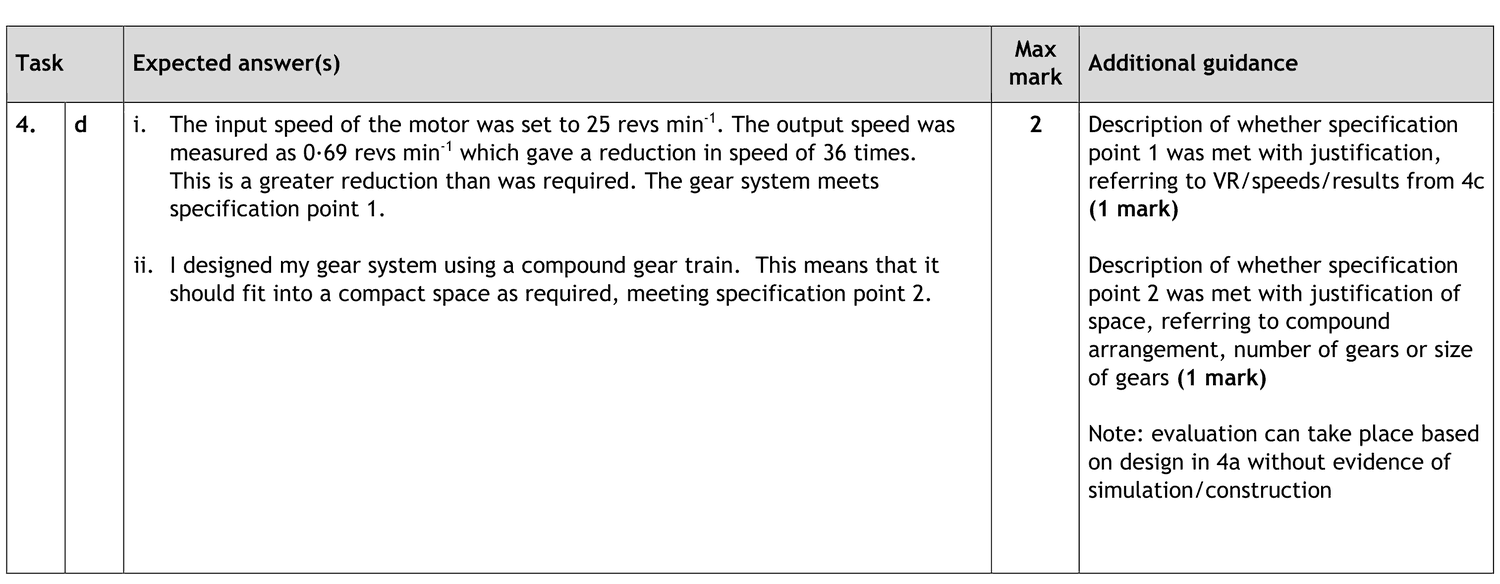 Task Expected answer(s) Max mark Additional guidance
4. d i. The input speed of the motor was set to 25 revs min⁻¹. The output speed was
measured as 0·69 revs min⁻¹ which gave a reduction in speed of 36 times.
This is a greater reduction than was required. The gear system meets
specification point 1.
ii. I designed my gear system using a compound gear train.  This means that it
should fit into a compact space as required, meeting specification point 2.
2
Description of whether specification
point 1 was met with justification,
referring to VR/speeds/results from 4c
(1 mark)
Description of whether specification
point 2 was met with justification of
space, referring to compound
arrangement, number of gears or size
of gears (1 mark)
Note: evaluation can take place based
on design in 4a without evidence of
simulation/construction